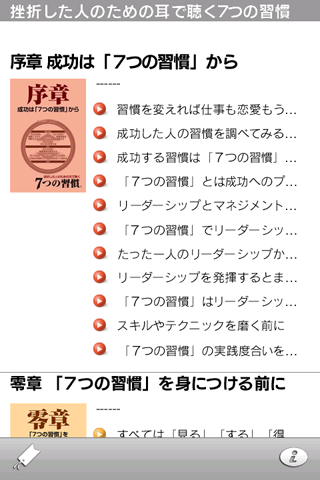 挫折した人のための耳で聴く7つの習慣
序章 成功は「7つの習慣」から
------
序章
成功は「7つの習慣」から
7つの習慣
習慣を変えれば仕事も恋愛もう…
成功した人の習慣を調べてみる…
成功する習慣は「7つの習慣」…
「7つの習慣」とは成功へのプ…
リーダーシップとマネジメント…
「7つの習慣」でリーダーシッ…
たった一人のリーダーシップか…
リーダーシップを発揮するとま…
「7つの習慣」はリーダーシッ…
スキルやテクニックを磨く前に
「7つの習慣」の実践度合いを…
零章 「7つの習慣」を身につける前に
------
零章
「7つの習慣」を
すべては「見る」「する」「得
i